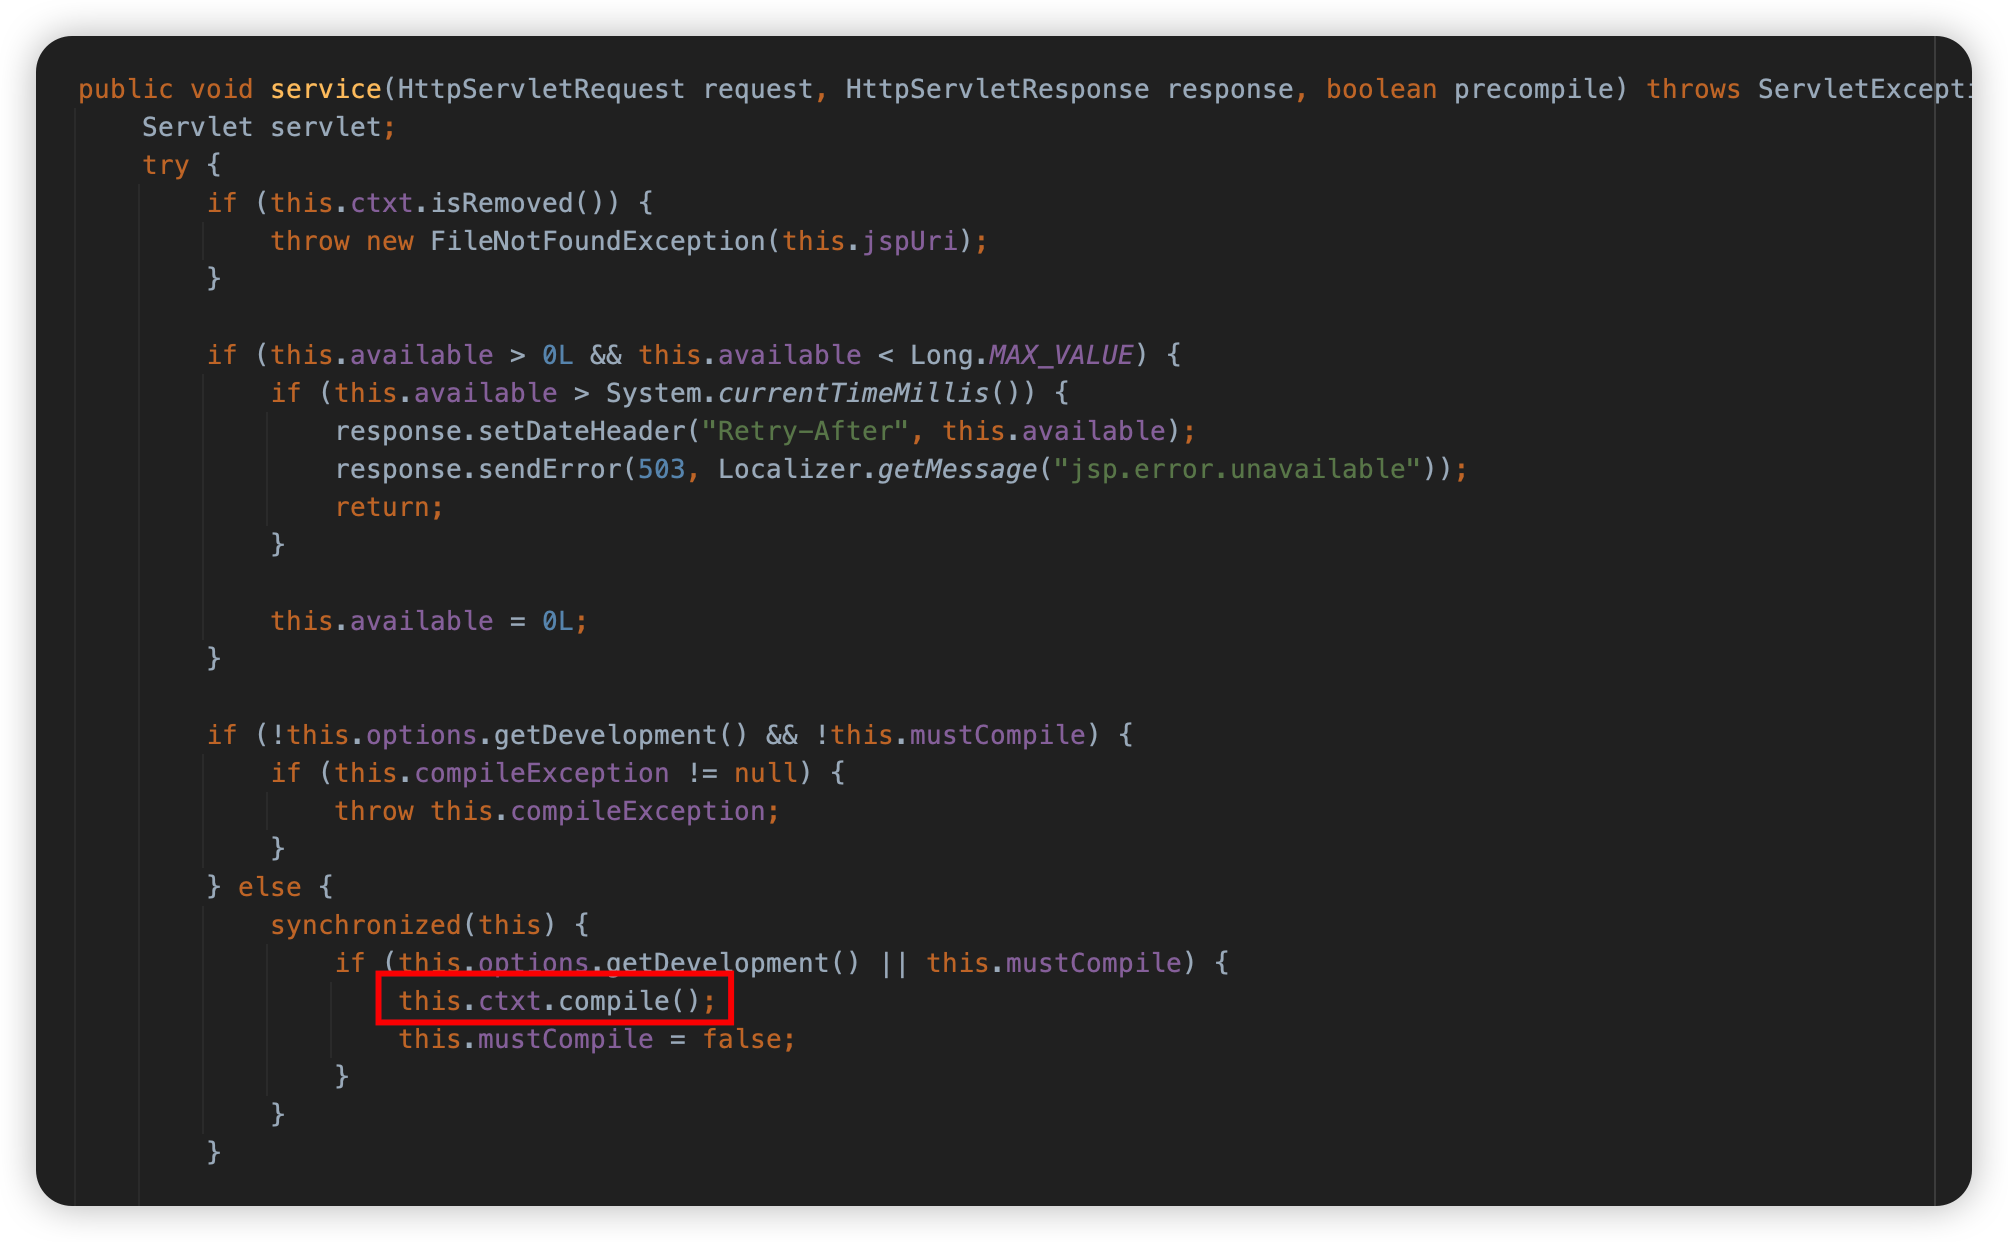 public void service(HttpServletRequest request, HttpServletResponse response, boolean precompile) throws ServletExcepti
Servlet servlet;
try {
if (this.ctxt.isRemoved()) {
throw new FileNotFoundException(this.jspUri);
}
if (this.available > 0L && this.available < Long.MAX_VALUE) {
if (this.available > System.currentTimeMillis()) {
response.setDateHeader("Retry-After", this.available);
response.sendError(503, Localizer.getMessage("jsp.error.unavailable"));
return;
}
this.available = 0L;
}
if (!this.options.getDevelopment() && !this.mustCompile) {
if (this.compileException != null) {
throw this.compileException;
}
} else {
synchronized(this) {
if (this.options.getDevelopment() || this.mustCompile) {
this.ctxt.compile();
this.mustCompile = false;
}
}
}